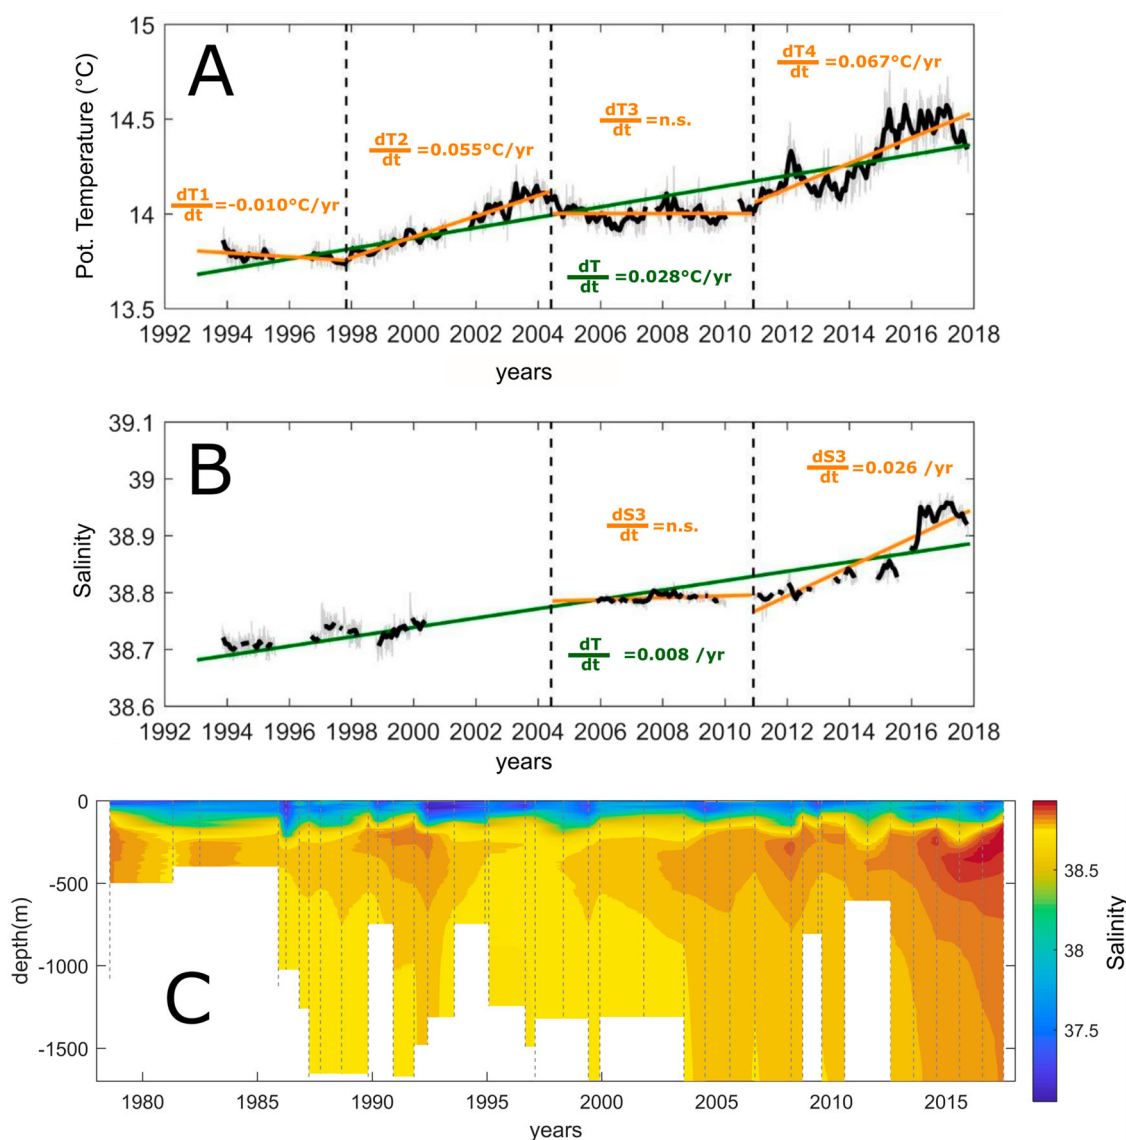 A
Pot. Temperature (°C)
15
14.5
14
13.5
dT1
dt
=-0.010°C/yr
dT2
dt
=0.055°C/yr
dT3
dt
=n.s.
dT4
dt
=0.067°C/yr
dT
dt
=0.028°C/yr
1992 1994 1996 1998 2000 2002 2004 2006 2008 2010 2012 2014 2016 2018
years
B
Salinity
39.1
39
38.9
38.8
38.7
38.6
dS3
dt
=n.s.
dS3
dt
=0.026 /yr
dT
dt
=0.008 /yr
1992 1994 1996 1998 2000 2002 2004 2006 2008 2010 2012 2014 2016 2018
years
C
depth(m)
0
-500
-1000
-1500
1980 1985 1990 1995 2000 2005 2010 2015
years
38.5
38
37.5
Salinity